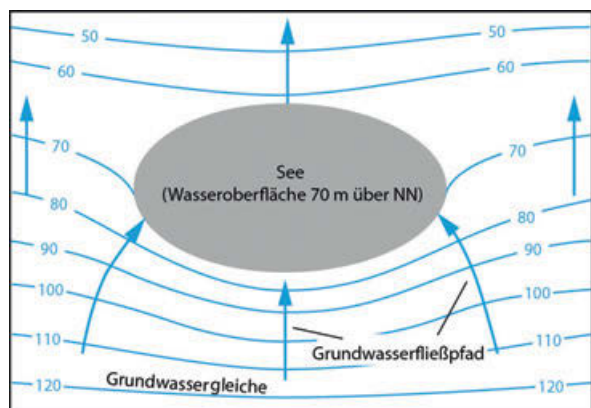 50 50
60 60
70 70
See
(Wasseroberfläche 70 m über NN)
80 80
90 90
100 100
110 110
Grundwasserfließpfad
Grundwassergleiche
120 120